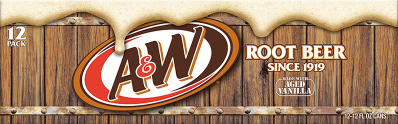 12
PACK
A&W
ROOT BEER
SINCE 1919
MADE WITH
AGED
VANILLA
12-12 FL OZ CANS